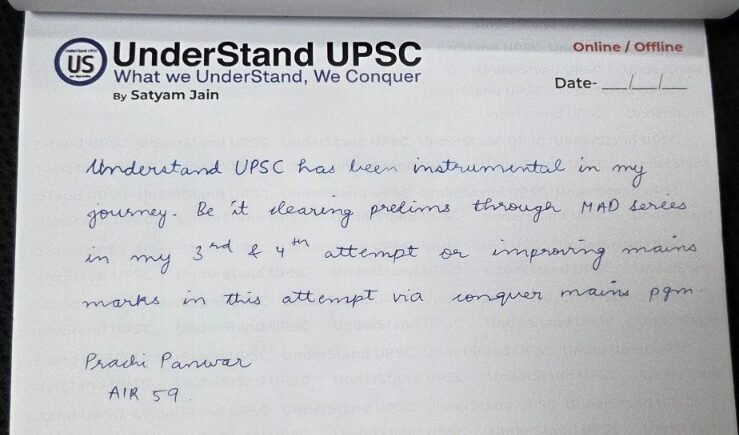 UnderStand UPSC
What we UnderStand, We Conquer
By Satyam Jain
US
Online / Offline
Date- __/__/__
Understand UPSC has been instrumental in my
journey. Be it clearing prelims through MAD series
in my 3rd & 4th attempt or improving mains
marks in this attempt via conquer mains pgm.
Prachi Panwar
AIR 59.